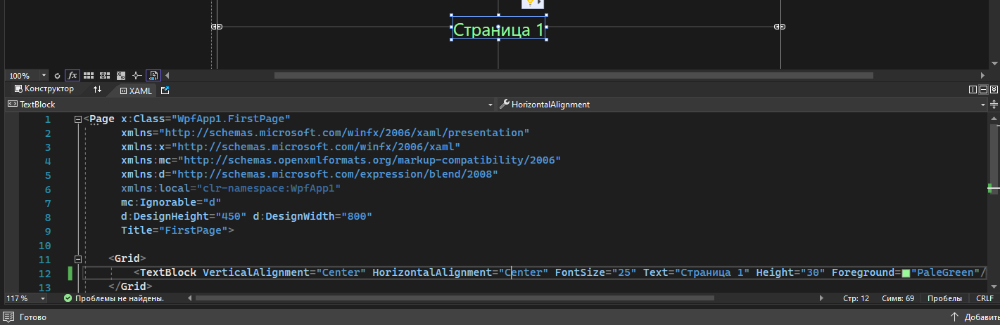 Страница 1
100% fx
Конструктор XAML
TextBlock HorizontalAlignment
1 <Page x:Class="WpfApp1.FirstPage"
2 xmlns="http://schemas.microsoft.com/winfx/2006/xaml/presentation"
3 xmlns:x="http://schemas.microsoft.com/winfx/2006/xaml"
4 xmlns:mc="http://schemas.openxmlformats.org/markup-compatibility/2006"
5 xmlns:d="http://schemas.microsoft.com/expression/blend/2008"
6 xmlns:local="clr-namespace:WpfApp1"
7 mc:Ignorable="d"
8 d:DesignHeight="450" d:DesignWidth="800"
9 Title="FirstPage">
10
11 <Grid>
12 <TextBlock VerticalAlignment="Center" HorizontalAlignment="Center" FontSize="25" Text="Страница 1" Height="30" Foreground="PaleGreen"/
13 </Grid>
117 % Проблемы не найдены. Стр: 12 Симв: 69 Пробелы CRLF
Готово Добавить